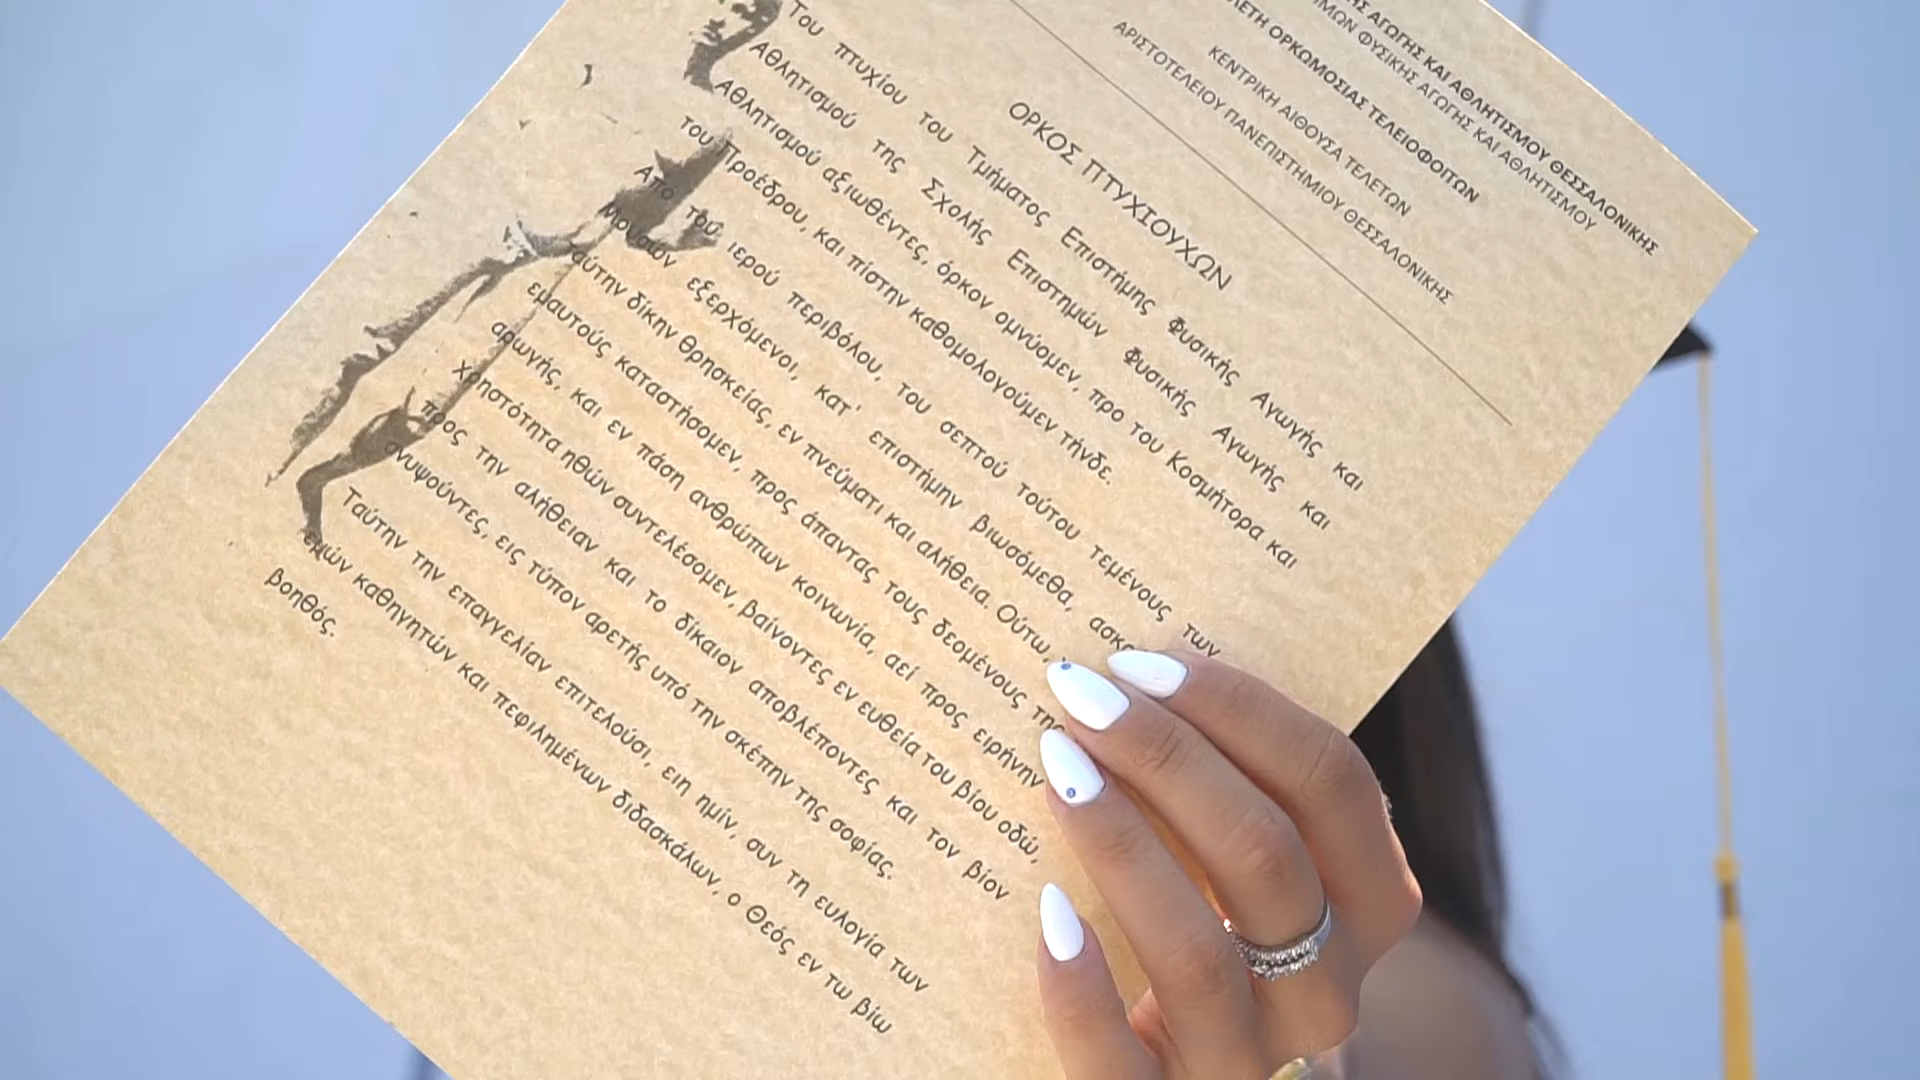 ΗΣ ΑΓΩΓΗΣ ΚΑΙ ΑΘΛΗΤΙΣΜΟΥ ΘΕΣΣΑΛΟΝΙΚΗΣ
ΦΥΣΙΚΗΣ ΑΓΩΓΗΣ ΚΑΙ ΑΘΛΗΤΙΣΜΟΥ
ΟΡΚΩΜΟΣΙΑΣ ΤΕΛΕΙΟΦΟΙΤΩΝ
ΚΕΝΤΡΙΚΗ ΑΙΘΟΥΣΑ ΤΕΛΕΤΩΝ
ΑΡΙΣΤΟΤΕΛΕΙΟΥ ΠΑΝΕΠΙΣΤΗΜΙΟΥ ΘΕΣΣΑΛΟΝΙΚΗΣ
ΟΡΚΟΣ ΠΤΥΧΙΟΥΧΩΝ
Του πτυχίου του Τμήματος Επιστήμης Φυσικής Αγωγής και
Αθλητισμού της Σχολής Επιστημών Φυσικής Αγωγής και
Αθλητισμού αξιωθέντες, όρκον ομνύομεν, προ του Κοσμήτορα και
του Προέδρου, και πίστην καθομολογούμεν τήνδε.
Από του ιερού περιβόλου, του σεπτού τούτου τεμένους των
Μουσών εξερχόμενοι, κατ' επιστήμην βιωσόμεθα,
ταύτην δίκην θρησκείας, εν πνεύματι και αλήθεια. Ούτω,
εμαυτούς καταστήσομεν, προς άπαντας τους δεομένους της
αρωγής, και εν πάση ανθρώπων κοινωνία, αεί προς ειρήνην
χρηστότητα ηθών συντελέσομεν, βαίνοντες εν ευθεία του βίου οδώ,
προς την αλήθειαν και το δίκαιον αποβλέποντες και τον βίον
ανυψούντες, εις τύπον αρετής υπό την σκέπην της σοφίας.
Ταύτην την επαγγελίαν επιτελούσι, ειη ημίν, συν τη ευλογία των
εμών καθηγητών και πεφιλημένων διδασκάλων, ο Θεός εν τω βίω
βοηθός.